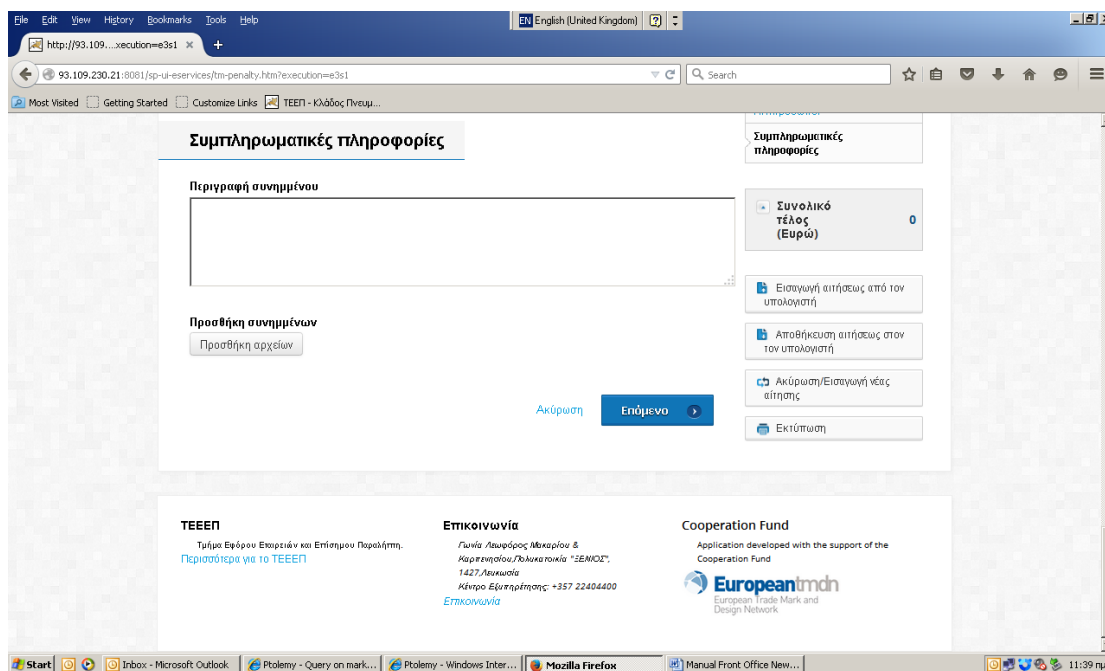 File Edit View History Bookmarks Tools Help
EN English (United Kingdom)
http://93.109....xecution=e3s1
93.109.230.21:8081/sp-ui-eservices/tm-penalty.htm?execution=e3s1
Search
Most Visited Getting Started Customize Links ΤΕΕΠ - Κλάδος Πνευμ...
Συμπληρωματικές πληροφορίες
Συμπληρωματικές
πληροφορίες
Περιγραφή συνημμένου
Συνολικό
τέλος
(Ευρώ)
0
Εισαγωγή αιτήσεως από τον
υπολογιστή
Προσθήκη συνημμένων
Προσθήκη αρχείων
Αποθήκευση αιτήσεως στον
τον υπολογιστή
Ακύρωση/Εισαγωγή νέας
αίτησης
Ακύρωση
Επόμενο
Εκτύπωση
ΤΕΕΕΠ
Τμήμα Εφόρου Εταιρειών και Επίσημου Παραλήπτη.
Περισσότερα για το ΤΕΕΕΠ
Επικοινωνία
Γωνία Λεωφόρος Μακαρίου &
Καρπενησίου,Πολυκατοικία "ΞΕΝΙΟΣ",
1427,Λευκωσία
Κέντρο Εξυπηρέτησης: +357 22404400
Επικοινωνία
Cooperation Fund
Application developed with the support of the
Cooperation Fund
Europeantmdn
European Trade Mark and
Design Network
Start
Inbox - Microsoft Outlook
Ptolemy - Query on mark...
Ptolemy - Windows Inter...
Mozilla Firefox
Manual Front Office New...
11:39 πμ